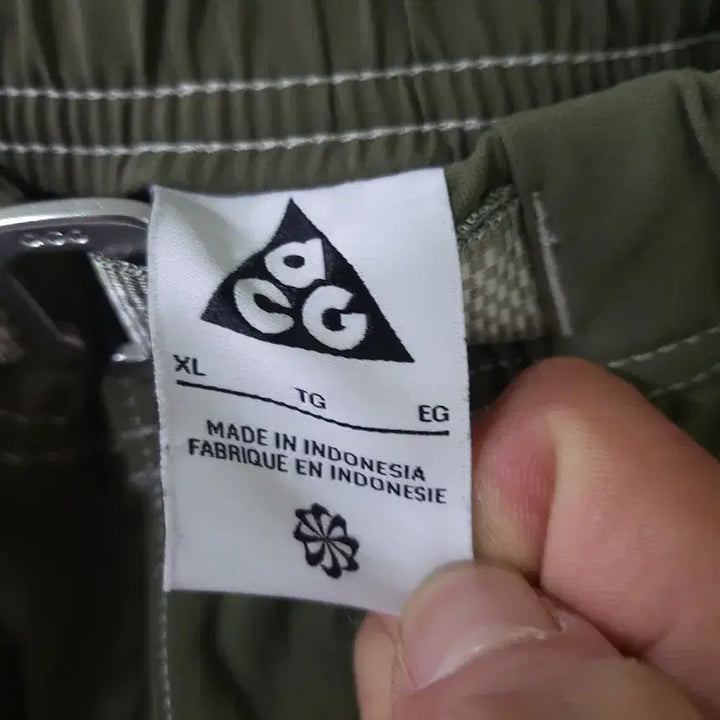 aCG
XL TG EG
MADE IN INDONESIA
FABRIQUE EN INDONESIE